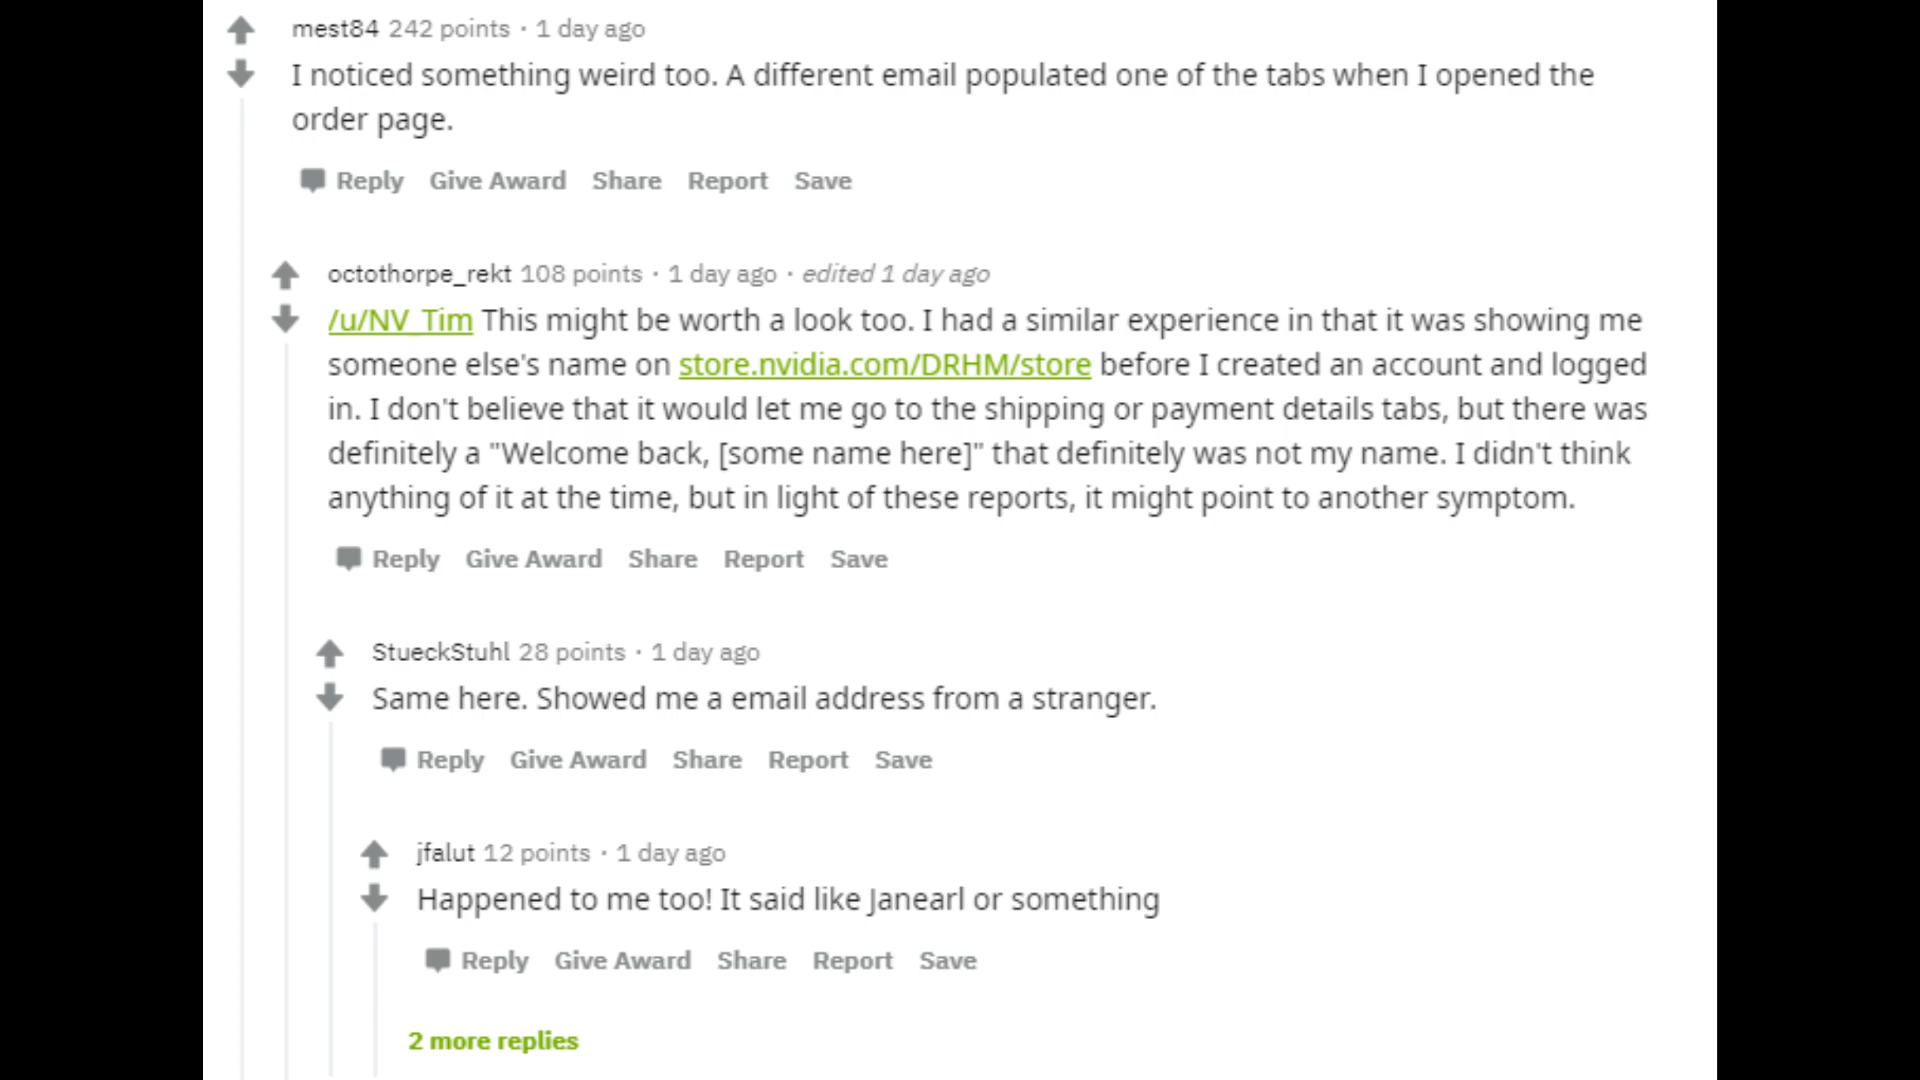 mest84 242 points · 1 day ago
I noticed something weird too. A different email populated one of the tabs when I opened the
order page.
Reply Give Award Share Report Save
octothorpe_rekt 108 points · 1 day ago · edited 1 day ago
/u/NV_Tim This might be worth a look too. I had a similar experience in that it was showing me
someone else's name on store.nvidia.com/DRHM/store before I created an account and logged
in. I don't believe that it would let me go to the shipping or payment details tabs, but there was
definitely a "Welcome back, [some name here]" that definitely was not my name. I didn't think
anything of it at the time, but in light of these reports, it might point to another symptom.
Reply Give Award Share Report Save
StueckStuhl 28 points · 1 day ago
Same here. Showed me a email address from a stranger.
Reply Give Award Share Report Save
jfalut 12 points · 1 day ago
Happened to me too! It said like Janearl or something
Reply Give Award Share Report Save
2 more replies